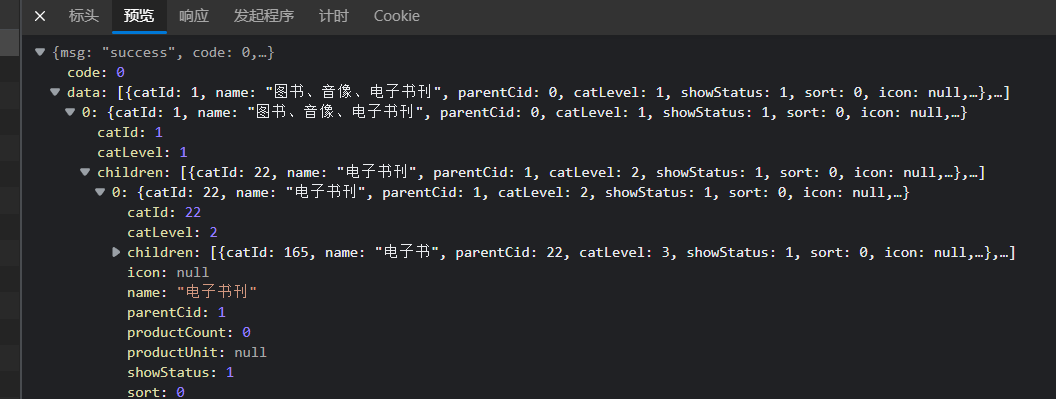 × 标头 预览 响应 发起程序 计时 Cookie
▼ {msg: "success", code: 0,…}
code: 0
▼ data: [{catId: 1, name: "图书、音像、电子书刊", parentCid: 0, catLevel: 1, showStatus: 1, sort: 0, icon: null,…},…]
▼ 0: {catId: 1, name: "图书、音像、电子书刊", parentCid: 0, catLevel: 1, showStatus: 1, sort: 0, icon: null,…}
catId: 1
catLevel: 1
▼ children: [{catId: 22, name: "电子书刊", parentCid: 1, catLevel: 2, showStatus: 1, sort: 0, icon: null,…},…]
▼ 0: {catId: 22, name: "电子书刊", parentCid: 1, catLevel: 2, showStatus: 1, sort: 0, icon: null,…}
catId: 22
catLevel: 2
▶ children: [{catId: 165, name: "电子书", parentCid: 22, catLevel: 3, showStatus: 1, sort: 0, icon: null,…},…]
icon: null
name: "电子书刊"
parentCid: 1
productCount: 0
productUnit: null
showStatus: 1
sort: 0